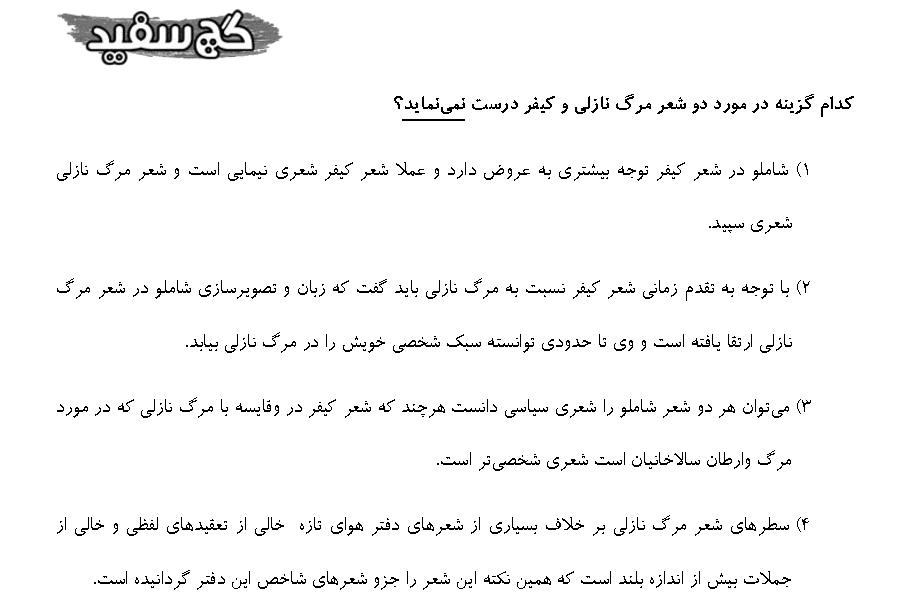 گچ سفید
کدام گزینه در مورد دو شعر مرگ نازلی و کیفر درست نمی‌نماید؟
۱) شاملو در شعر کیفر توجه بیشتری به عروض دارد و عملا شعر کیفر شعری نیمایی است و شعر مرگ نازلی
شعری سپید.
۲) با توجه به تقدم زمانی شعر کیفر نسبت به مرگ نازلی باید گفت که زبان و تصویرسازی شاملو در شعر مرگ
نازلی ارتقا یافته است و وی تا حدودی توانسته سبک شخصی خویش را در مرگ نازلی بیابد.
۳) می‌توان هر دو شعر شاملو را شعری سیاسی دانست هرچند که شعر کیفر در وقایسه با مرگ نازلی که در مورد
مرگ وارطان سالاخانیان است شعری شخصی‌تر است.
۴) سطرهای شعر مرگ نازلی بر خلاف بسیاری از شعرهای دفتر هوای تازه خالی از تعقیدهای لفظی و خالی از
جملات بیش از اندازه بلند است که همین نکته این شعر را جزو شعرهای شاخص این دفتر گردانیده است.